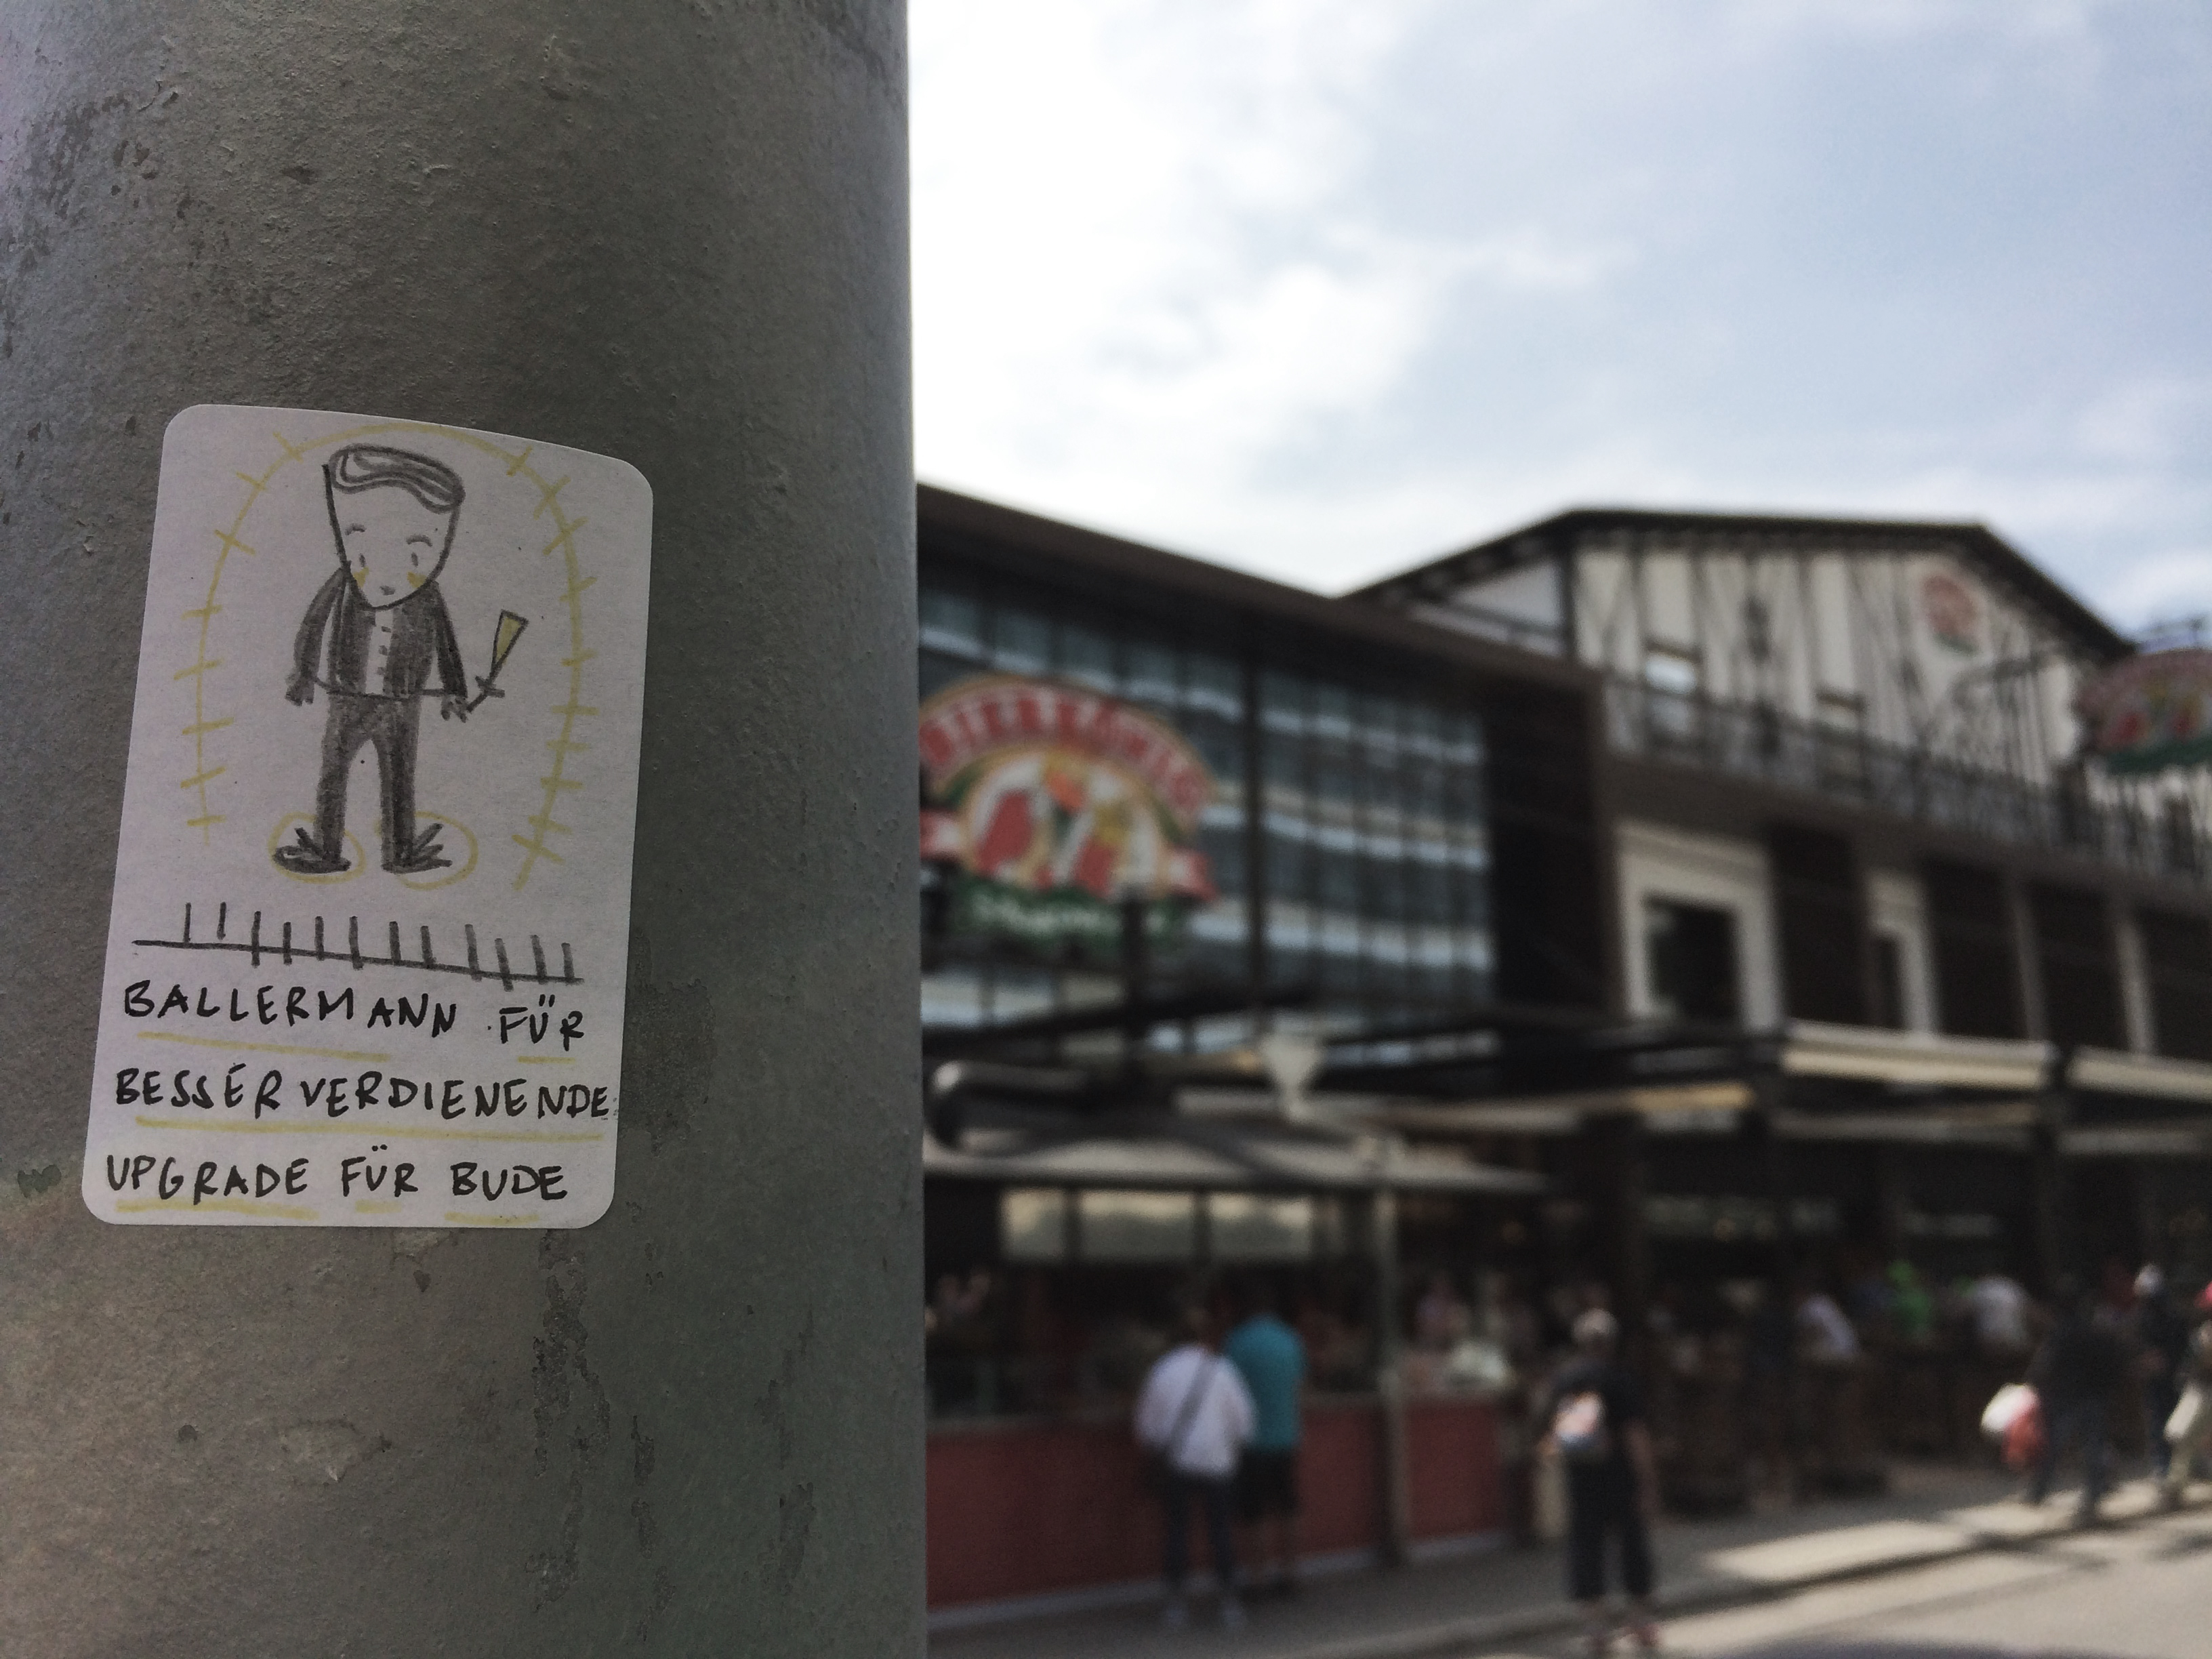 BALLERMANN FÜR
BESSERVERDIENENDE
UPGRADE FÜR BUDE